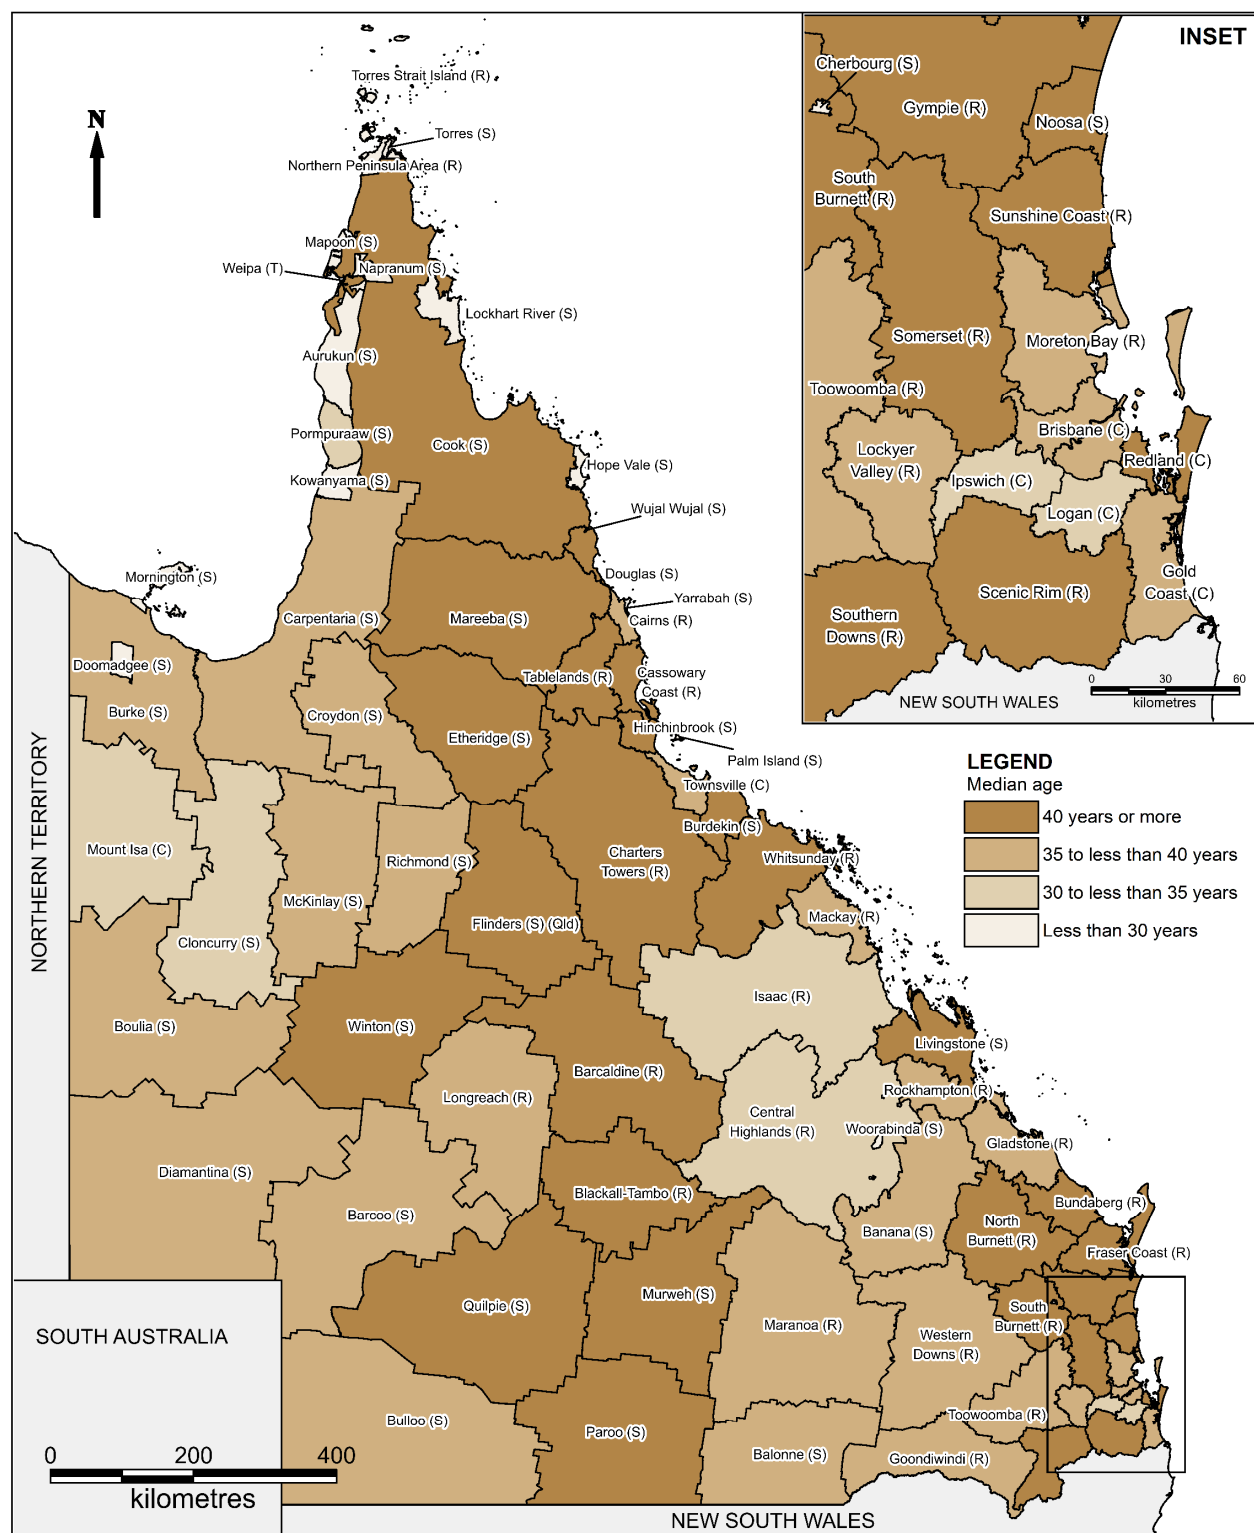 INSET
Cherbourg (S)
Gympie (R)
Noosa (S)
South
Burnett (R)
Sunshine Coast (R)
Somerset (R)
Moreton Bay (R)
Toowoomba (R)
Brisbane (C)
Lockyer
Valley (R)
Redland (C)
Ipswich (C)
Logan (C)
Scenic Rim (R)
Gold
Coast (C)
Southern
Downs (R)
NEW SOUTH WALES
0 30 60
kilometres
N
Torres Strait Island (R)
Torres (S)
Northern Peninsula Area (R)
Mapoon (S)
Weipa (T)
Napranum (S)
Lockhart River (S)
Aurukun (S)
Pormpuraaw (S)
Cook (S)
Hope Vale (S)
Kowanyama (S)
Wujal Wujal (S)
Mornington (S)
Douglas (S)
Yarrabah (S)
Carpentaria (S)
Mareeba (S)
Cairns (R)
Doomadgee (S)
Tablelands (R)
Cassowary
Coast (R)
Burke (S)
Croydon (S)
Etheridge (S)
Hinchinbrook (S)
Palm Island (S)
Townsville (C)
Burdekin (S)
Mount Isa (C)
Richmond (S)
Charters
Towers (R)
Whitsunday (R)
McKinlay (S)
Flinders (S) (Qld)
Mackay (R)
Cloncurry (S)
Isaac (R)
Boulia (S)
Winton (S)
Livingstone (S)
Barcaldine (R)
Longreach (R)
Rockhampton (R)
Central
Highlands (R)
Woorabinda (S)
Gladstone (R)
Diamantina (S)
Blackall-Tambo (R)
Barcoo (S)
Banana (S)
North
Burnett (R)
Bundaberg (R)
Fraser Coast (R)
Quilpie (S)
Murweh (S)
South
Burnett (R)
Maranoa (R)
Western
Downs (R)
Bulloo (S)
Paroo (S)
Toowoomba (R)
Balonne (S)
Goondiwindi (R)
NORTHERN TERRITORY
SOUTH AUSTRALIA
NEW SOUTH WALES
0 200 400
kilometres
LEGEND
Median age
40 years or more
35 to less than 40 years
30 to less than 35 years
Less than 30 years